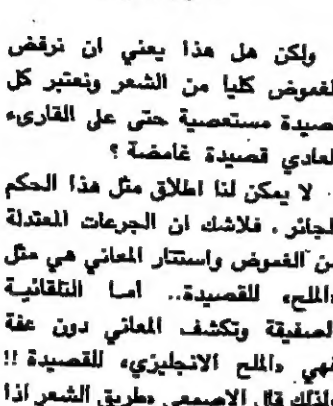 ولكن هل هذا يعني ان نرفض
الغموض كليا من الشعر ونعتبر كل
قصيدة مستعصية حتى على القارىء
العادي قصيدة غامضة ؟
. لا يمكن لنا اطلاق مثل هذا الحكم
الجائر . فلاشك ان الجرعات المعتدلة
من الغموض واستتار المعاني هي مثل
«الملح» للقصيدة.. اما التلقائية
الصفيقة وتكشف المعاني دون عفة
فهي «الملح الانجليزي» للقصيدة !!
ولذلك قال الاصمعي «طريق الشعر اذا